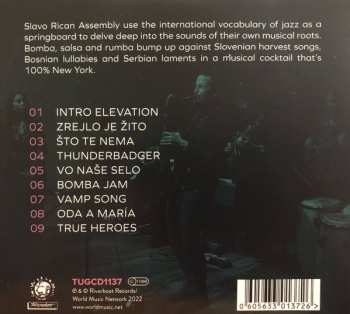 Slavo Rican Assembly use the international vocabulary of jazz as a
springboard to delve deep into the sounds of their own musical roots.
Bomba, salsa and rumba bump up against Slovenian harvest songs,
Bosnian lullabies and Serbian laments in a musical cocktail that's
100% New York.
01 INTRO ELEVATION
02 ZREJLO JE ŽITO
03 ŠTO TE NEMA
04 THUNDERBADGER
05 VO NAŠE SELO
06 BOMBA JAM
07 VAMP SONG
08 ODA A MARÍA
09 TRUE HEROES
TUGCD1137
℗ & © Riverboat Records/
World Music Network 2022
www.worldmusic.net
0 605633 013726 >